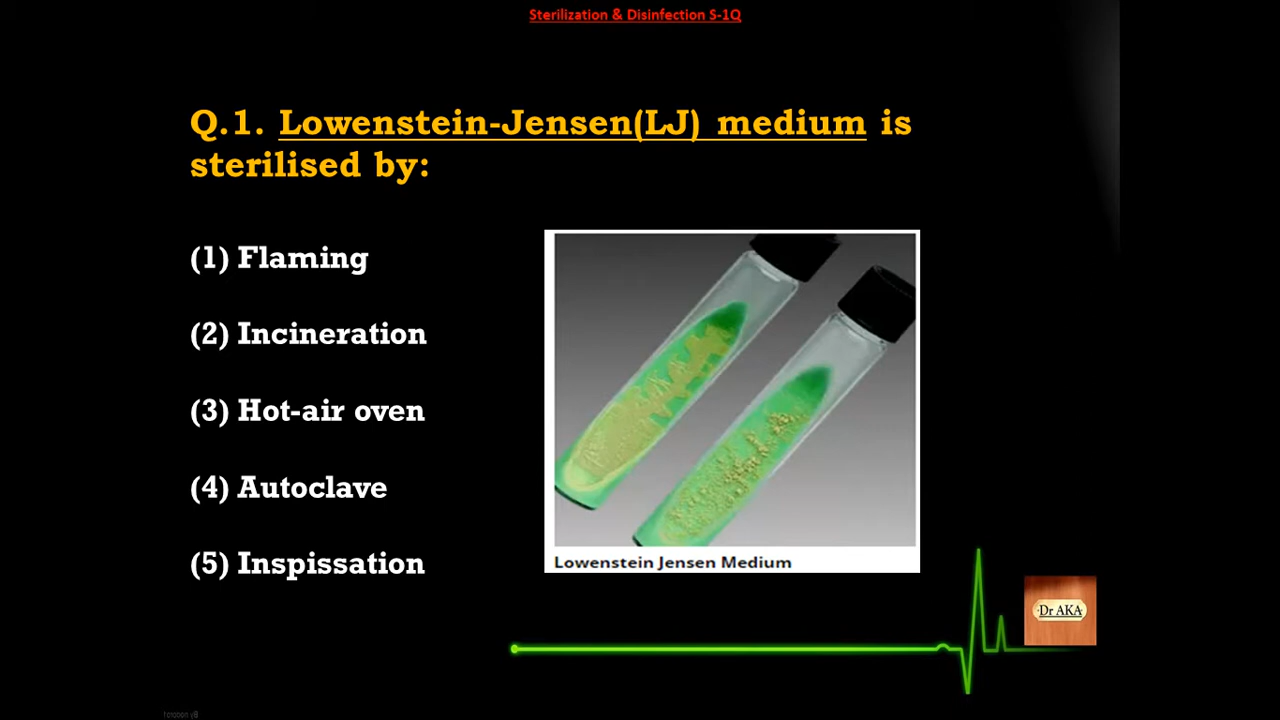 Sterilization & Disinfection S-1Q
Q.1. Lowenstein-Jensen(LJ) medium is
sterilised by:
(1) Flaming
(2) Incineration
(3) Hot-air oven
(4) Autoclave
(5) Inspissation
Lowenstein Jensen Medium
Dr AKA